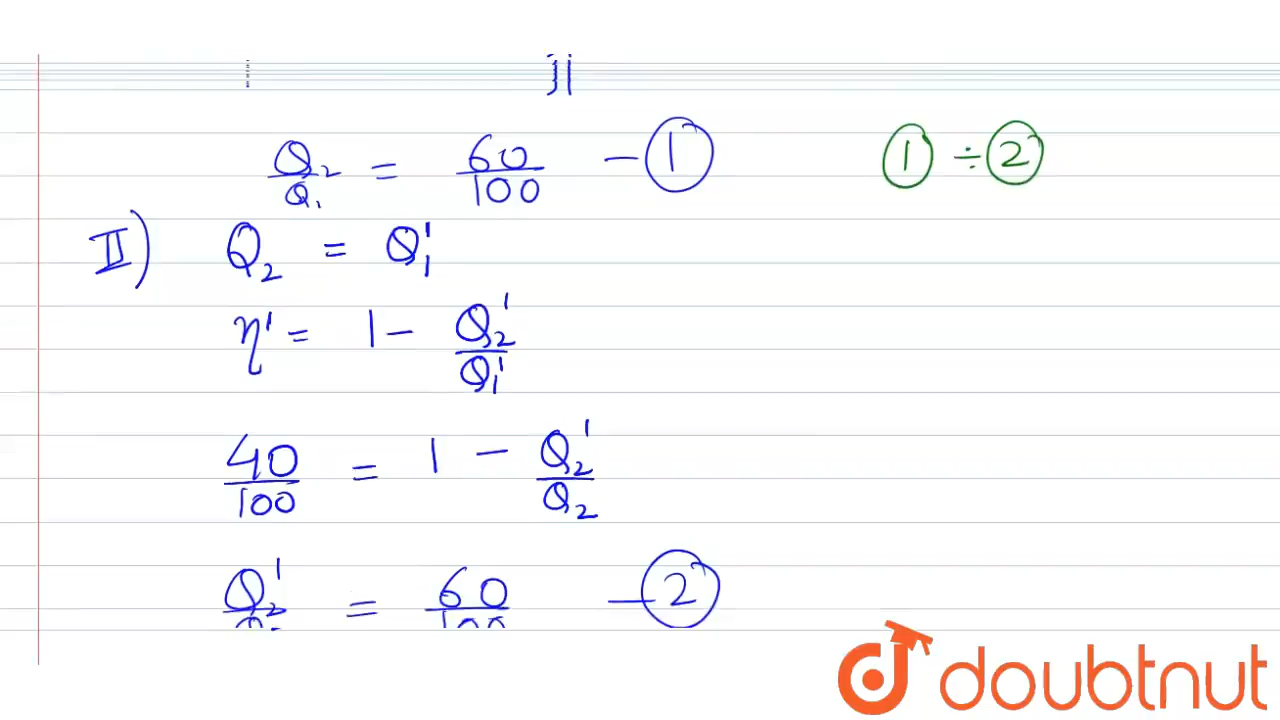 Q₂/Q₁ = 60/100 — ① ① ÷ ②
II) Q₂ = Q₁'
η' = 1 - Q₂'/Q₁'
40/100 = 1 - Q₂'/Q₂
Q₂'/Q₂ = 60/100 — ②
doubtnut